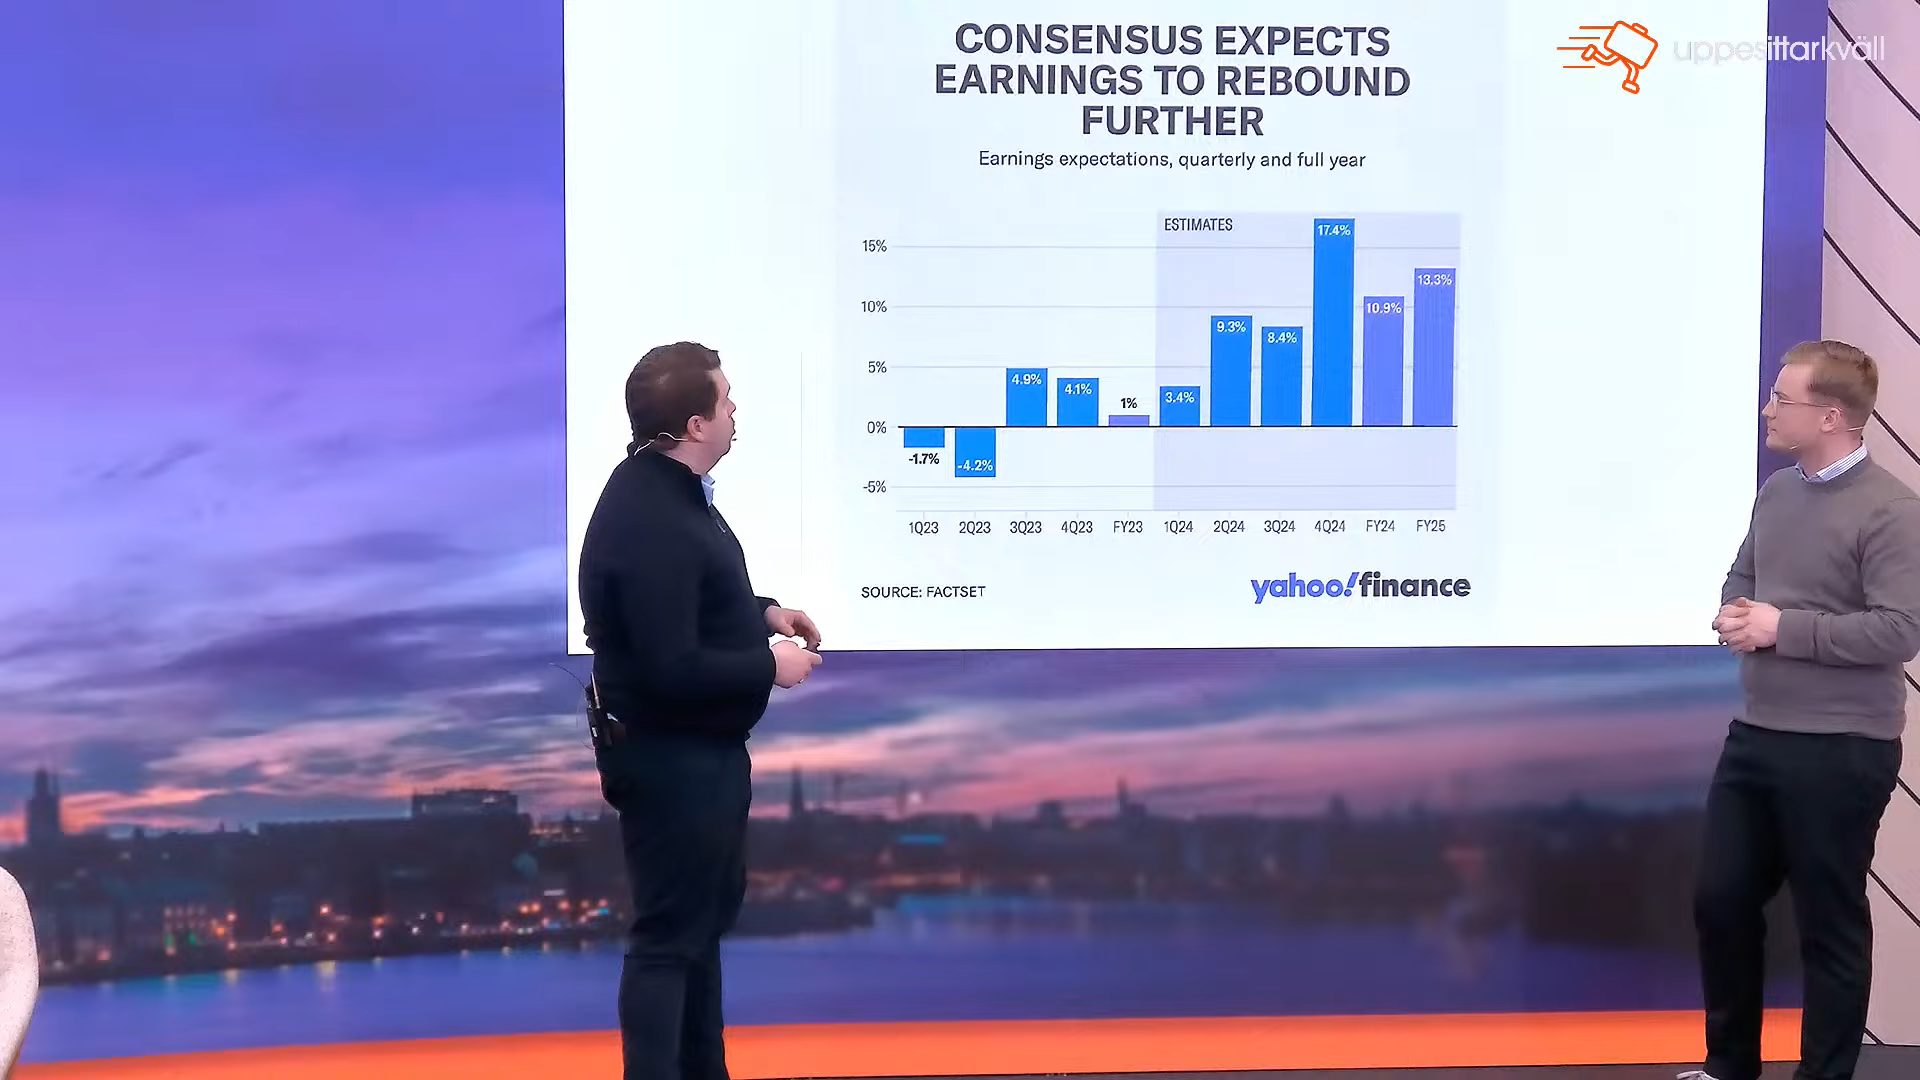 CONSENSUS EXPECTS
EARNINGS TO REBOUND
FURTHER
Earnings expectations, quarterly and full year
uppesittarkväll
ESTIMATES
15%
10%
5%
0%
-5%
-1.7%
-4.2%
4.9%
4.1%
1%
3.4%
9.3%
8.4%
17.4%
10.9%
13.3%
1Q23 2Q23 3Q23 4Q23 FY23 1Q24 2Q24 3Q24 4Q24 FY24 FY25
SOURCE: FACTSET
yahoo!finance